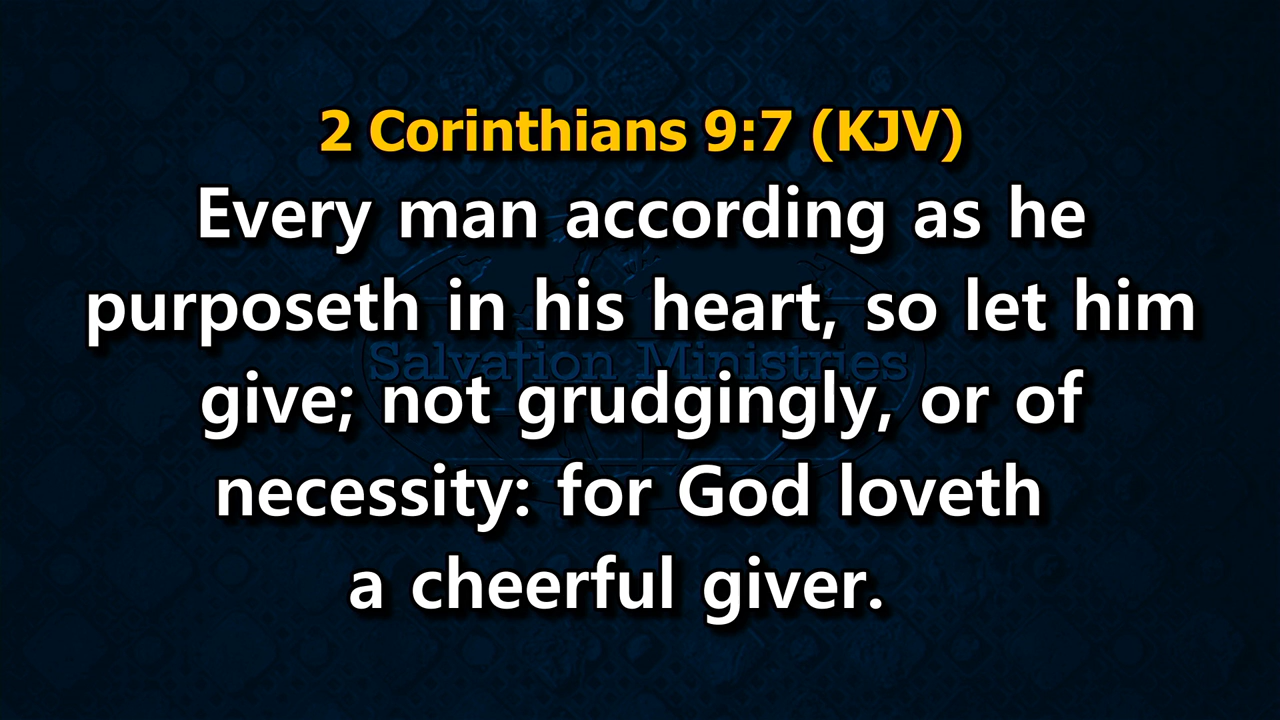 2 Corinthians 9:7 (KJV)
Every man according as he
purposeth in his heart, so let him
Salvation Ministries
give; not grudgingly, or of
necessity: for God loveth
a cheerful giver.